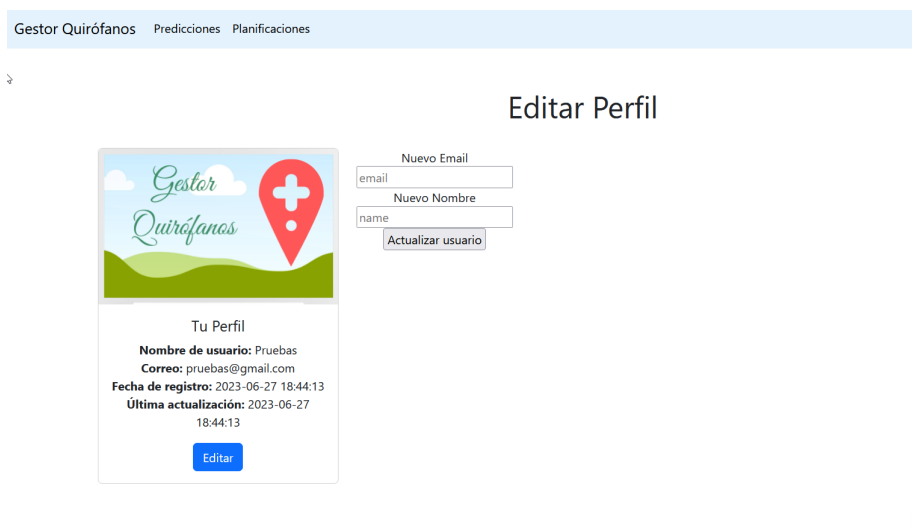 Gestor Quirófanos Predicciones Planificaciones
Editar Perfil
Gestor
Quirófanos
Tu Perfil
Nombre de usuario: Pruebas
Correo: pruebas@gmail.com
Fecha de registro: 2023-06-27 18:44:13
Última actualización: 2023-06-27
18:44:13
Editar
Nuevo Email
email
Nuevo Nombre
name
Actualizar usuario